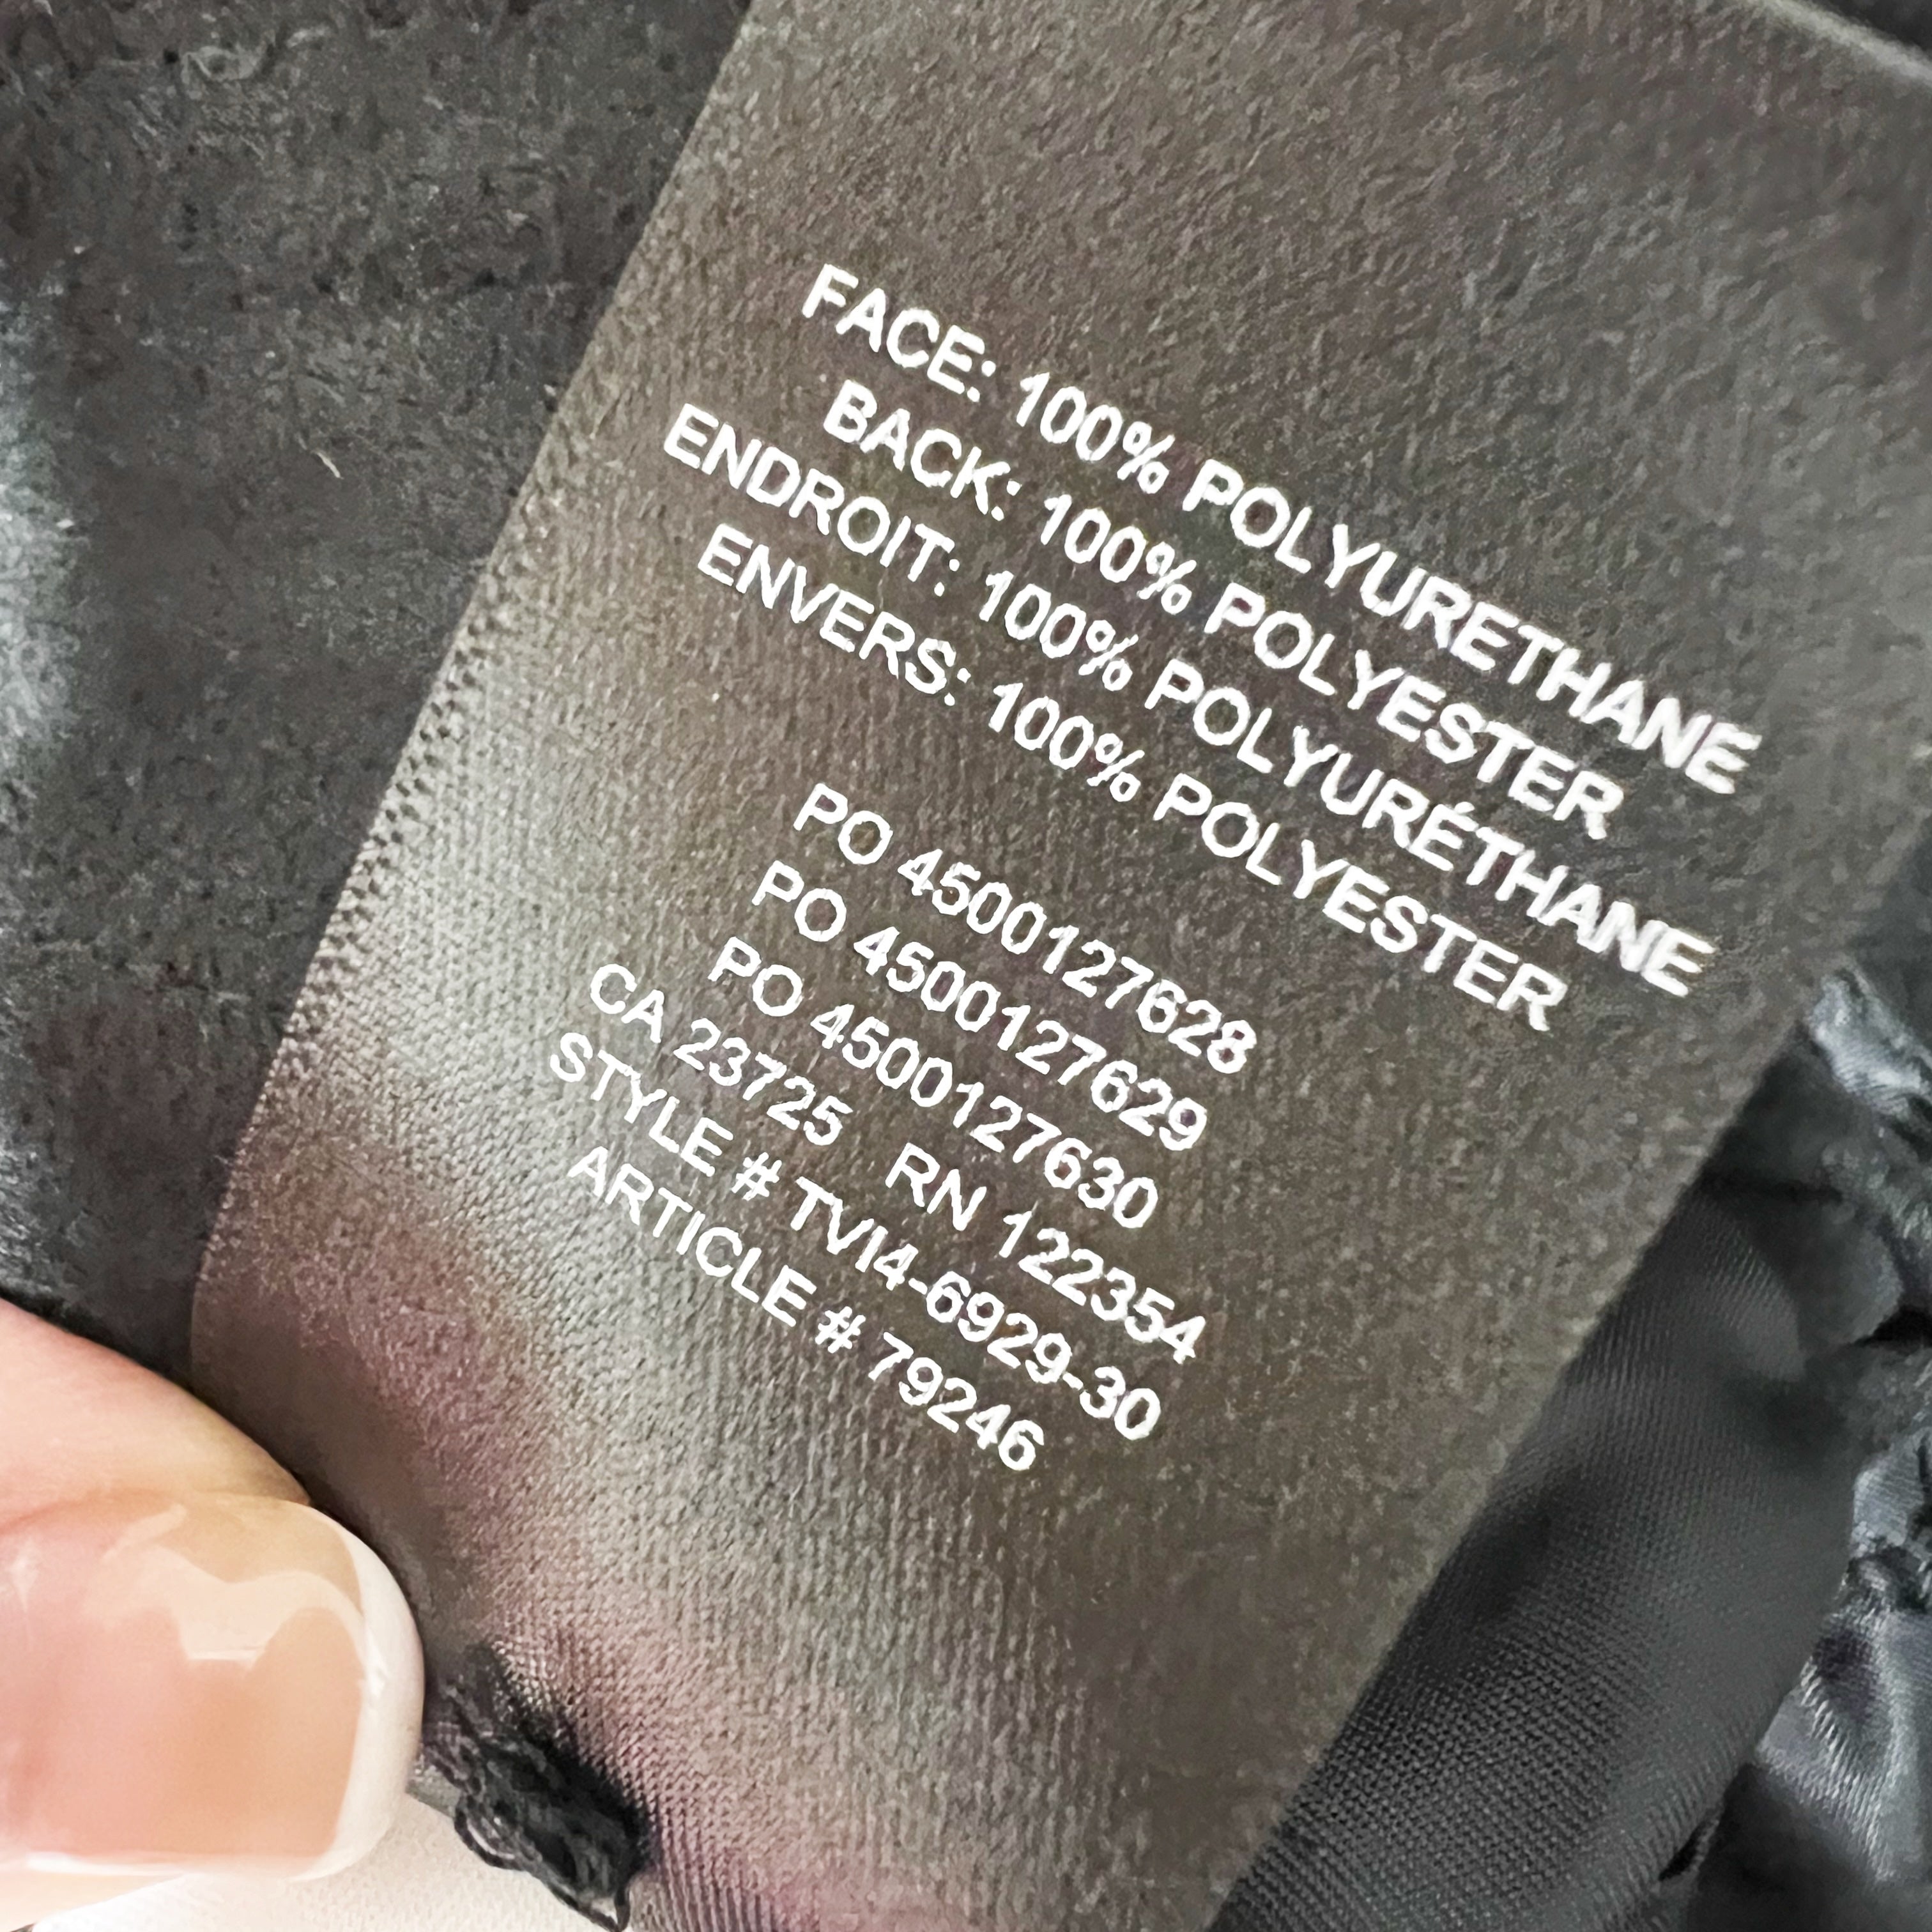 FACE: 100% POLYURETHANE
BACK: 100% POLYESTER
ENDROIT: 100% POLYURÉTHANE
ENVERS: 100% POLYESTER
PO 4500127628
PO 4500127629
PO 4500127630
CA 23725 RN 122354
STYLE # TVI4-6929-30
ARTICLE # 79246